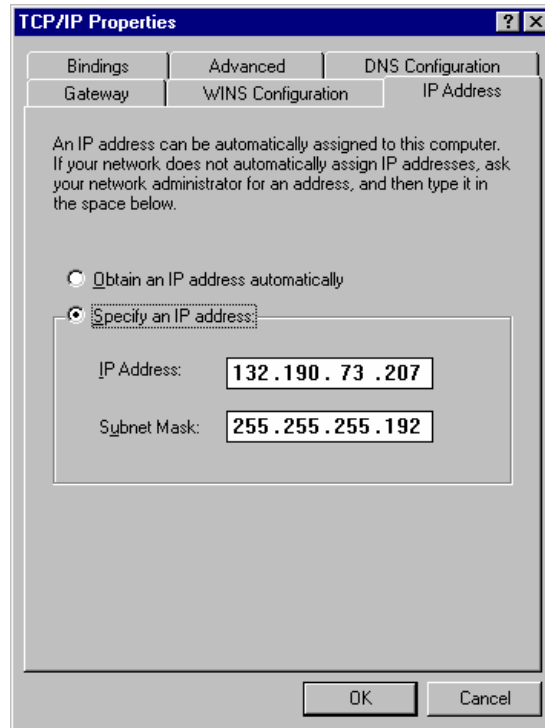 TCP/IP Properties
Bindings Advanced DNS Configuration
Gateway WINS Configuration IP Address
An IP address can be automatically assigned to this computer.
If your network does not automatically assign IP addresses, ask
your network administrator for an address, and then type it in
the space below.
Obtain an IP address automatically
Specify an IP address:
IP Address: 132.190. 73 .207
Subnet Mask: 255.255.255.192
OK Cancel